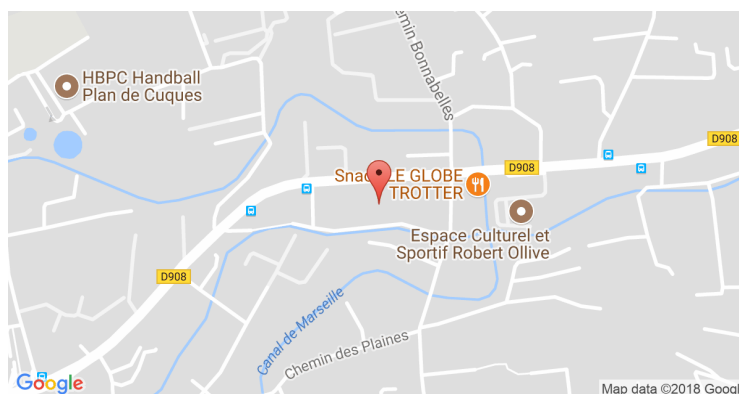 HBPC Handball
Plan de Cuques
Chemin Bonnabelles
D908
D908
Snack LE GLOBE
TROTTER
Espace Culturel et
Sportif Robert Ollive
D908
Canal de Marseille
Chemin des Plaines
Google
Map data ©2018 Google